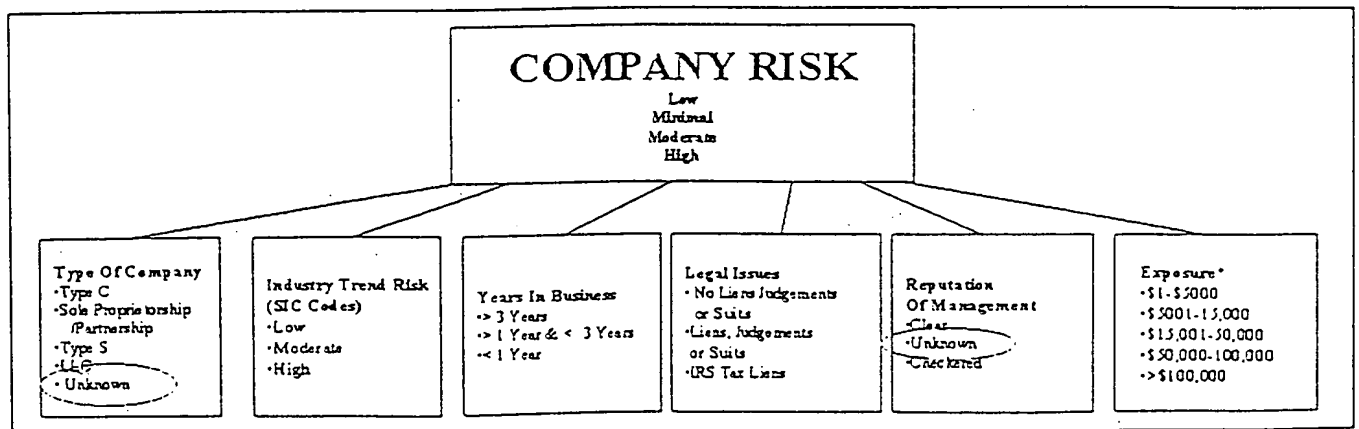 COMPANY RISK
Low
Minimal
Moderate
High
Type Of Company
•Type C
•Sole Proprietorship
/Partnership
•Type S
•LLC
• Unknown
Industry Trend Risk
(SIC Codes)
•Low
•Moderate
•High
Years In Business
•> 3 Years
•> 1 Year & < 3 Years
•< 1 Year
Legal Issues
• No Liens Judgements
or Suits
•Liens, Judgements
or Suits
•IRS Tax Liens
Reputation
Of Management
•Clear
•Unknown
•Checkered
Exposure*
•$1-$5000
•$5001-15,000
•$15,001-50,000
•$50,000-100,000
•>$100,000